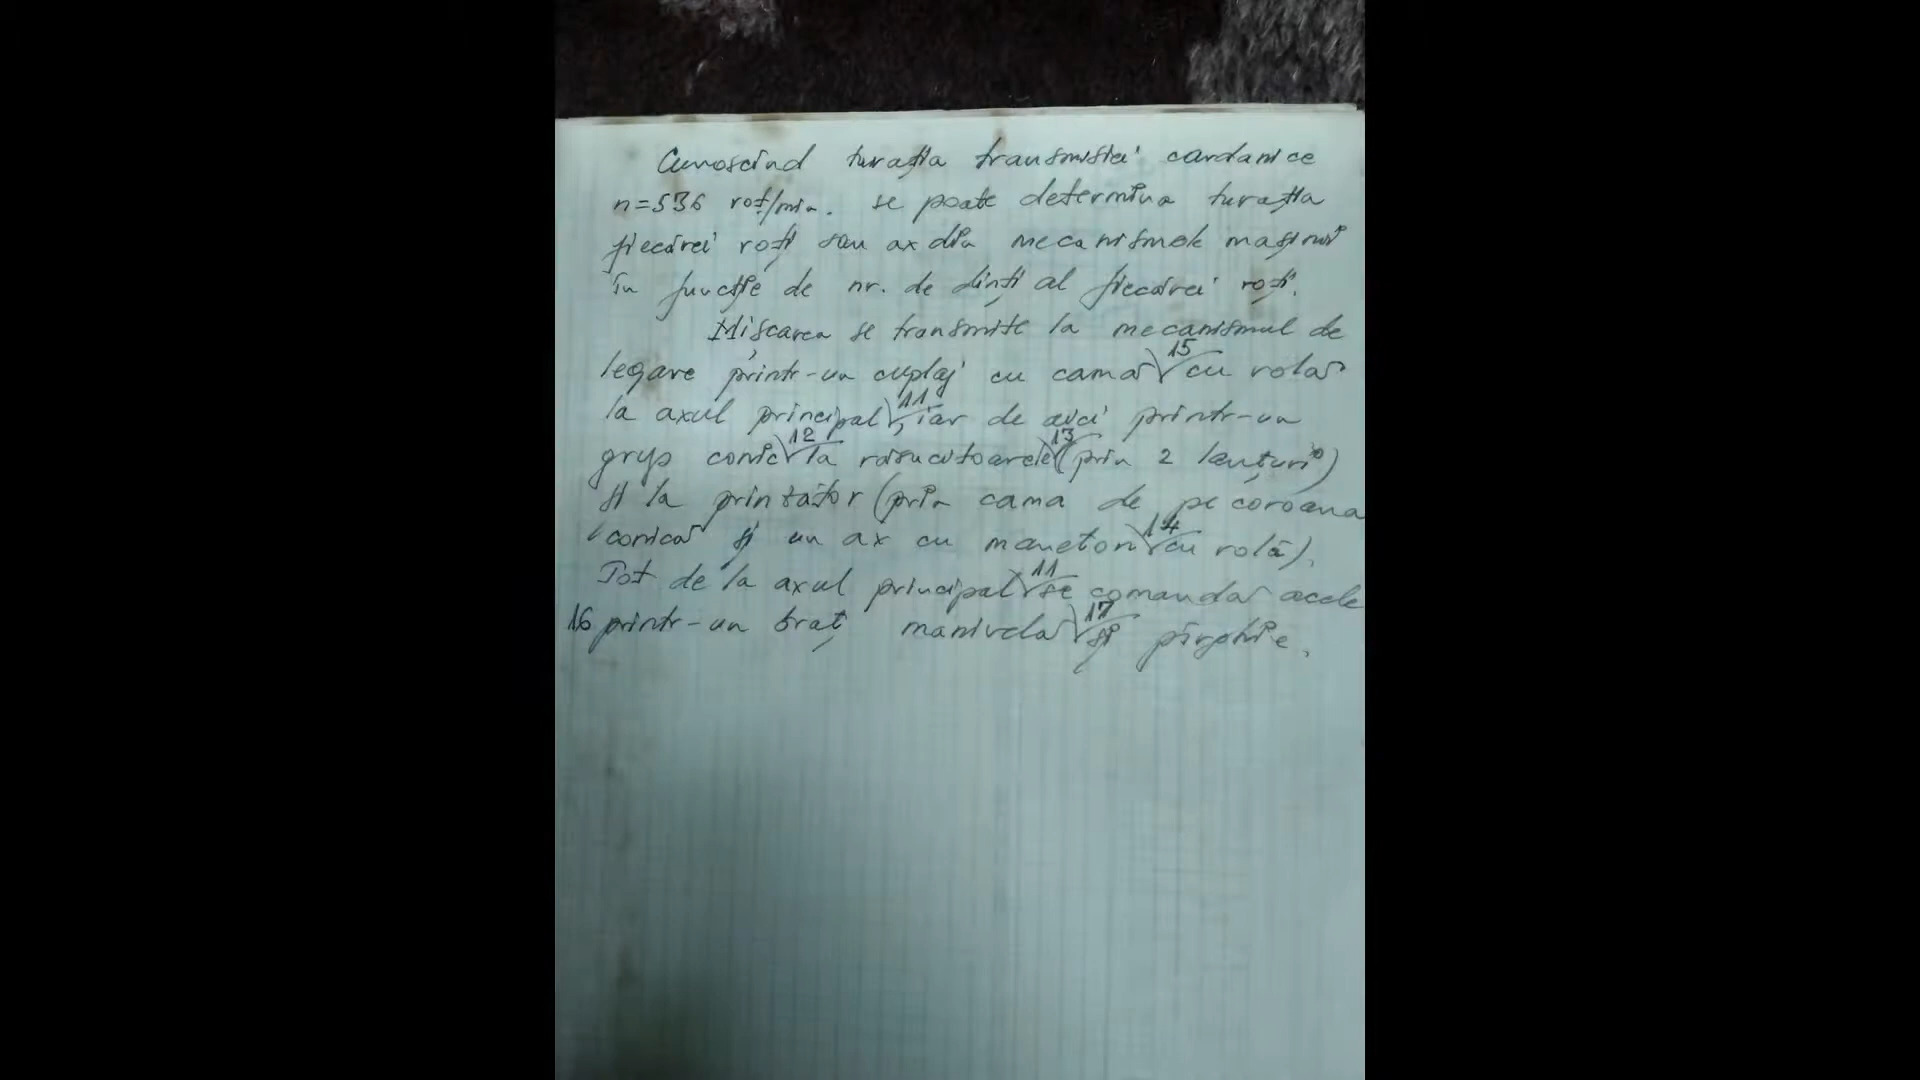 Cunoscînd turația transmisiei cardanice
n=536 rot/min. se poate determina turația
fiecărei roți sau ax din mecanismele mașinii
în funcție de nr. de dinți al fiecărei roți.
Mișcarea se transmite la mecanismul de
legare printr-un cuplaj cu camă 15 cu rolă
la axul principal 11, iar de aici printr-un
grup conic 12 la răsucitoarele 13 (prin 2 lanțuri)
și la prinzător (prin cama de pe coroana
conică și un ax cu maneton 14 cu rolă).
Tot de la axul principal 11 se comandă acele
16 printr-un braț manivelă 17 și pîrghie.